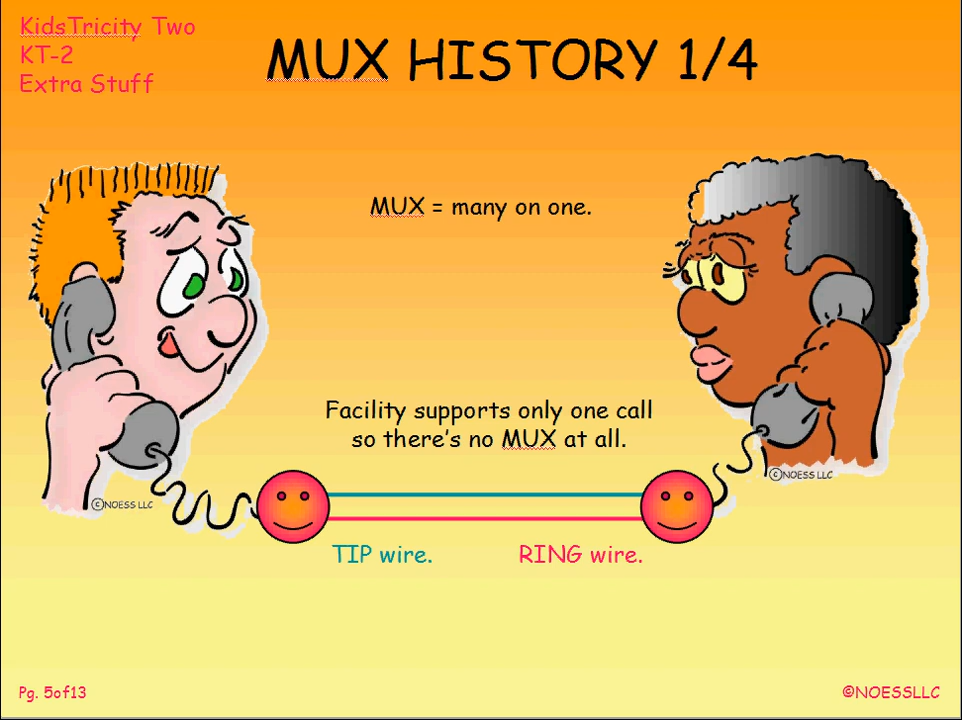 KidsTricity Two
KT-2
Extra Stuff
MUX HISTORY 1/4
MUX = many on one.
Facility supports only one call
so there's no MUX at all.
©NOESS LLC
©NOESS LLC
TIP wire.
RING wire.
Pg. 5of13
©NOESSLLC